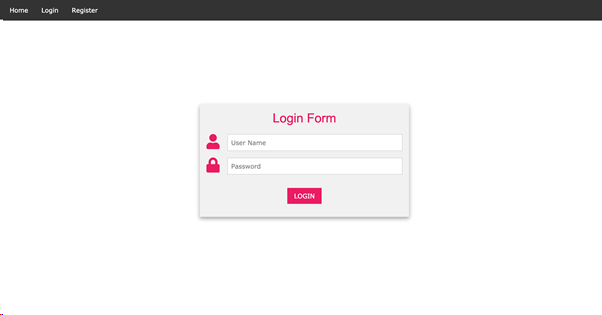 Home Login Register
Login Form
User Name
Password
LOGIN